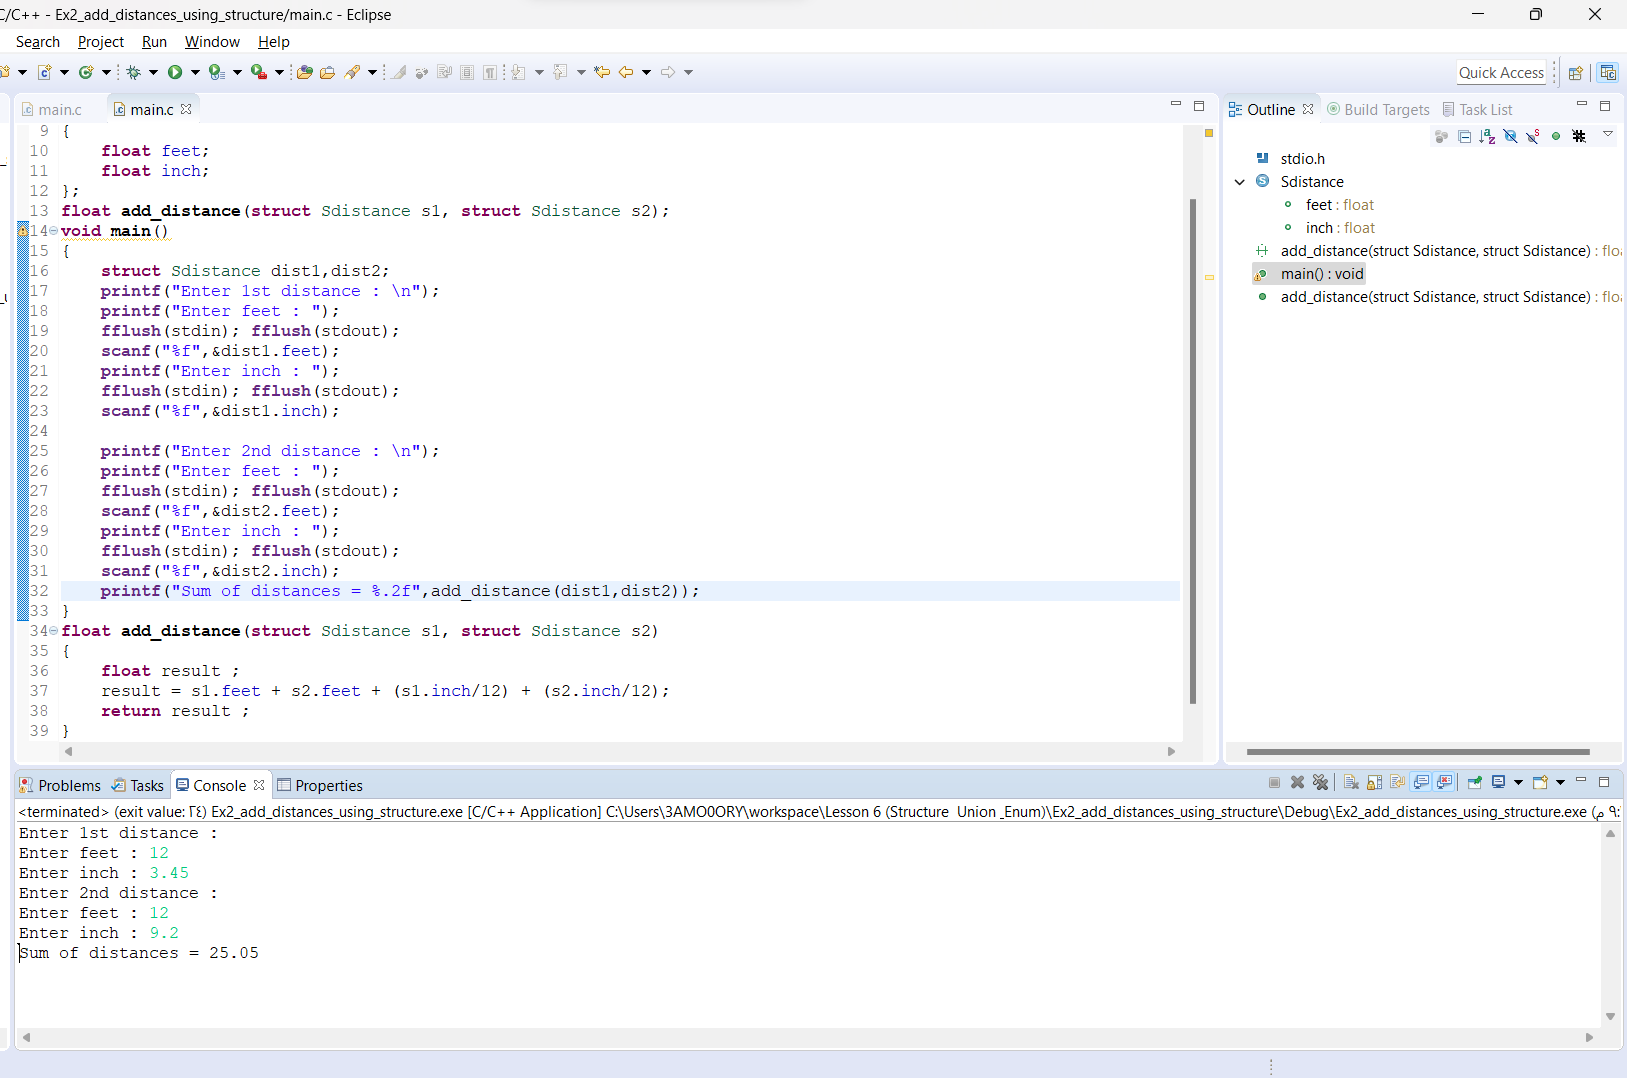 C/C++ - Ex2_add_distances_using_structure/main.c - Eclipse
Search Project Run Window Help
Quick Access
main.c main.c
9 {
10 float feet;
11 float inch;
12 };
13 float add_distance(struct Sdistance s1, struct Sdistance s2);
14 void main()
15 {
16 struct Sdistance dist1,dist2;
17 printf("Enter 1st distance : \n");
18 printf("Enter feet : ");
19 fflush(stdin); fflush(stdout);
20 scanf("%f",&dist1.feet);
21 printf("Enter inch : ");
22 fflush(stdin); fflush(stdout);
23 scanf("%f",&dist1.inch);
24
25 printf("Enter 2nd distance : \n");
26 printf("Enter feet : ");
27 fflush(stdin); fflush(stdout);
28 scanf("%f",&dist2.feet);
29 printf("Enter inch : ");
30 fflush(stdin); fflush(stdout);
31 scanf("%f",&dist2.inch);
32 printf("Sum of distances = %.2f",add_distance(dist1,dist2));
33 }
34 float add_distance(struct Sdistance s1, struct Sdistance s2)
35 {
36 float result ;
37 result = s1.feet + s2.feet + (s1.inch/12) + (s2.inch/12);
38 return result ;
39 }
Outline Build Targets Task List
stdio.h
Sdistance
feet : float
inch : float
add_distance(struct Sdistance, struct Sdistance) : floa
main() : void
add_distance(struct Sdistance, struct Sdistance) : floa
Problems Tasks Console Properties
<terminated> (exit value: ٢٤) Ex2_add_distances_using_structure.exe [C/C++ Application] C:\Users\3AMO0ORY\workspace\Lesson 6 (Structure Union _Enum)\Ex2_add_distances_using_structure\Debug\Ex2_add_distances_using_structure.exe (م ٩:
Enter 1st distance :
Enter feet : 12
Enter inch : 3.45
Enter 2nd distance :
Enter feet : 12
Enter inch : 9.2
Sum of distances = 25.05